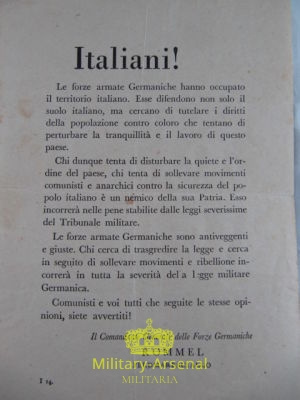 Italiani!
Le forze armate Germaniche hanno occupato
il territorio italiano. Esse difendono non solo il
suolo italiano, ma cercano di tutelare i diritti
della popolazione contro coloro che tentano di
perturbare la tranquillità e il lavoro di questo
paese.
Chi dunque tenta di disturbare la quiete e l'or-
dine del paese, chi tenta di sollevare movimenti
comunisti e anarchici contro la sicurezza del po-
polo italiano è un nemico della sua Patria. Esso
incorrerà nelle pene stabilite dalle leggi severissime
del Tribunale militare.
Le forze armate Germaniche sono antiveggenti
e giuste. Chi cerca di trasgredire la legge e cerca
in seguito di sollevare movimenti e ribellione in-
correrà in tutta la severità del a legge militare
Germanica.
Comunisti e voi tutti che seguite le stesse opi-
nioni, siete avvertiti!
Il Comando delle Forze Germaniche
ROMMEL
Military-Arsenal
MILITARIA
I 14.